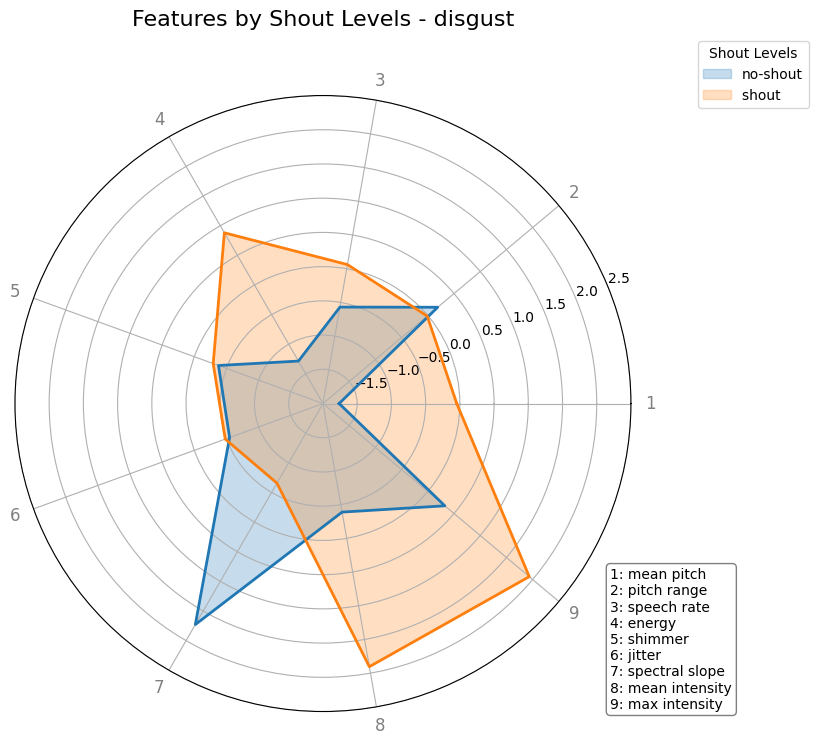 Features by Shout Levels - disgust
Shout Levels
no-shout
shout
3
4
2
5
2.5
2.0
1.5
1.0
0.5
0.0
−0.5
−1.0
−1.5
1
6
9
7
8
1: mean pitch
2: pitch range
3: speech rate
4: energy
5: shimmer
6: jitter
7: spectral slope
8: mean intensity
9: max intensity